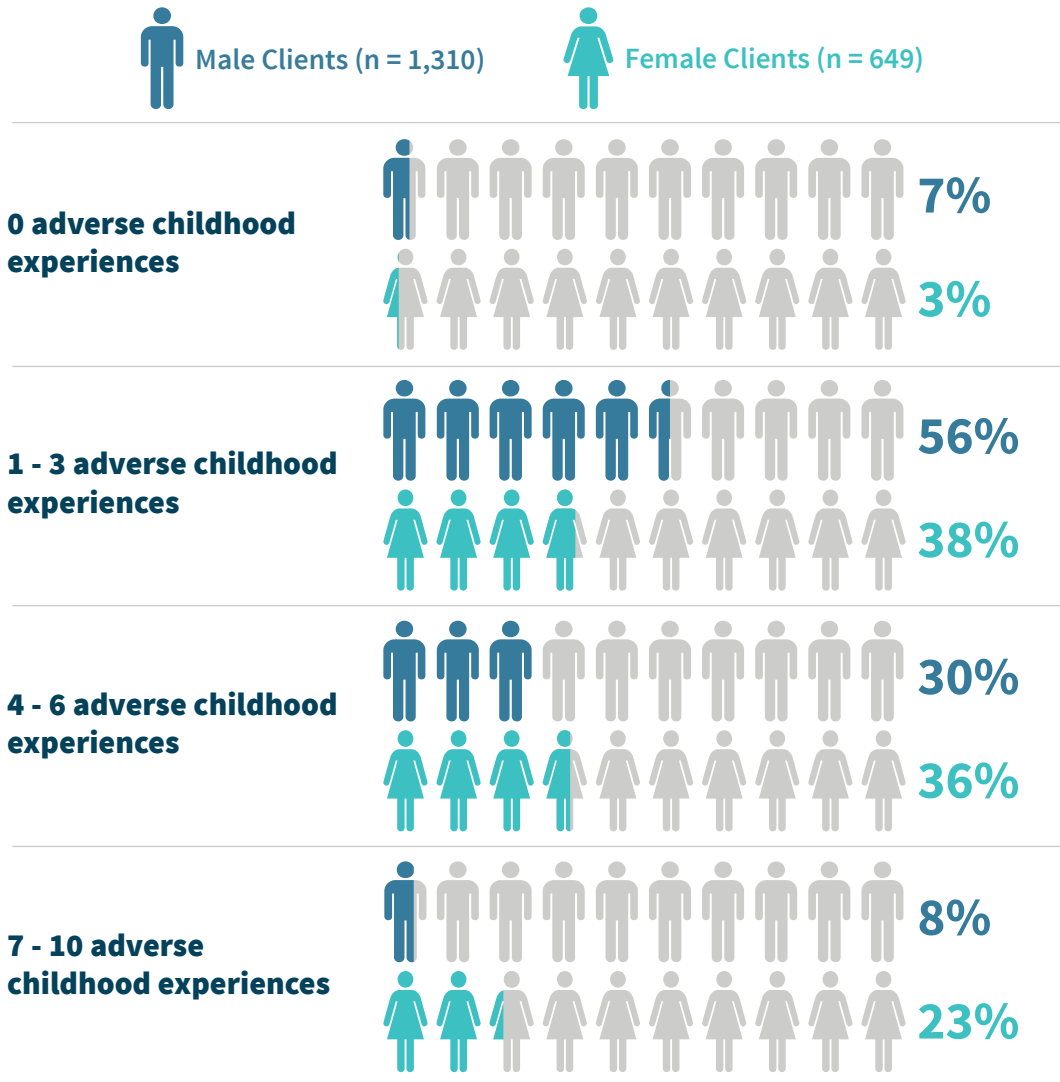 Male Clients (n = 1,310)
Female Clients (n = 649)
0 adverse childhood
experiences
7%
3%
1 - 3 adverse childhood
experiences
56%
38%
4 - 6 adverse childhood
experiences
30%
36%
7 - 10 adverse
childhood experiences
8%
23%